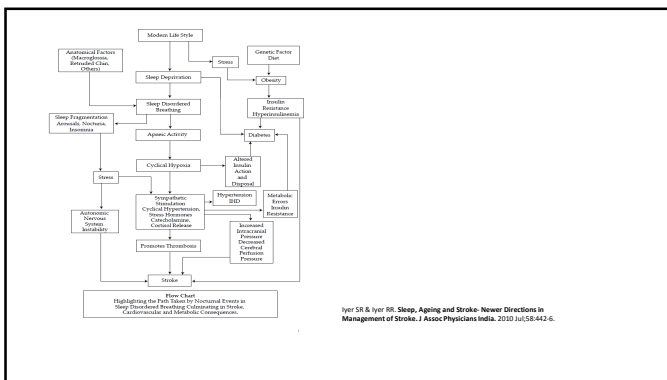 Modern Life Style
Anatomical Factors
(Macroglossia,
Retruded Chin,
Others)
Stress
Genetic Factor
Diet
Sleep Deprivation
Obesity
Sleep Disordered
Breathing
Insulin
Resistance
Hyperinsulinemia
Sleep Fragmentation
Arousals, Nocturia,
Insomnia
Apneic Activity
Diabetes
Cyclical Hypoxia
Altered
Insulin
Action
and
Disposal
Stress
Sympathetic
Stimulation
Cyclical Hypertension,
Stress Hormones
Catecholamine,
Cortisol Release
Hypertension
IHD
Metabolic
Errors
Insulin
Resistance
Autonomic
Nervous
System
Instability
Increased
Intracranial
Pressure
Decreased
Cerebral
Perfusion
Pressure
Promotes Thrombosis
Stroke
Flow Chart
Highlighting the Path Taken by Nocturnal Events in
Sleep Disordered Breathing Culminating in Stroke,
Cardiovascular and Metabolic Consequences.
Iyer SR & Iyer RR. Sleep, Ageing and Stroke- Newer Directions in
Management of Stroke. J Assoc Physicians India. 2010 Jul;58:442-6.